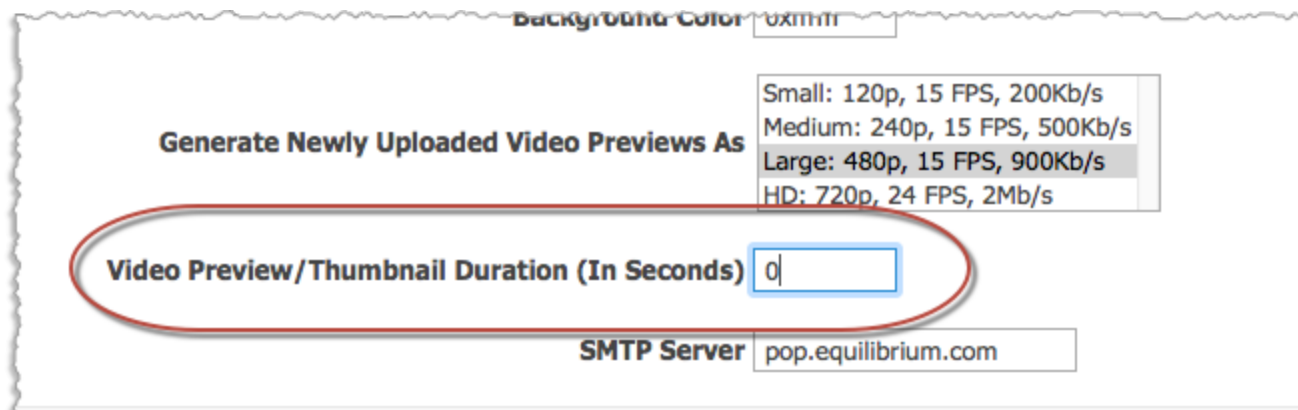 Background Color
Small: 120p, 15 FPS, 200Kb/s
Medium: 240p, 15 FPS, 500Kb/s
Generate Newly Uploaded Video Previews As
Large: 480p, 15 FPS, 900Kb/s
HD: 720p, 24 FPS, 2Mb/s
Video Preview/Thumbnail Duration (In Seconds) 0
SMTP Server pop.equilibrium.com